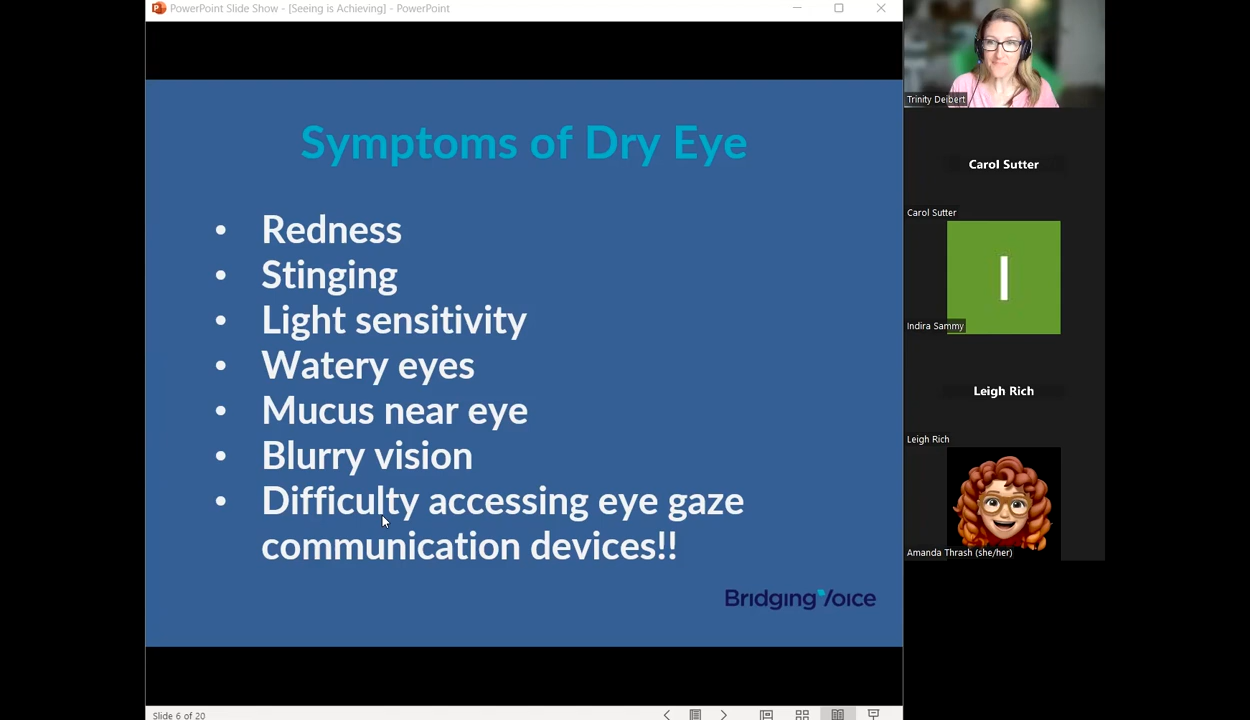 PowerPoint Slide Show - [Seeing is Achieving] - PowerPoint
Symptoms of Dry Eye
• Redness
• Stinging
• Light sensitivity
• Watery eyes
• Mucus near eye
• Blurry vision
• Difficulty accessing eye gaze
communication devices!!
BridgingVoice
Slide 6 of 20
Trinity Deibert
Carol Sutter
Carol Sutter
I
Indira Sammy
Leigh Rich
Leigh Rich
Amanda Thrash (she/her)